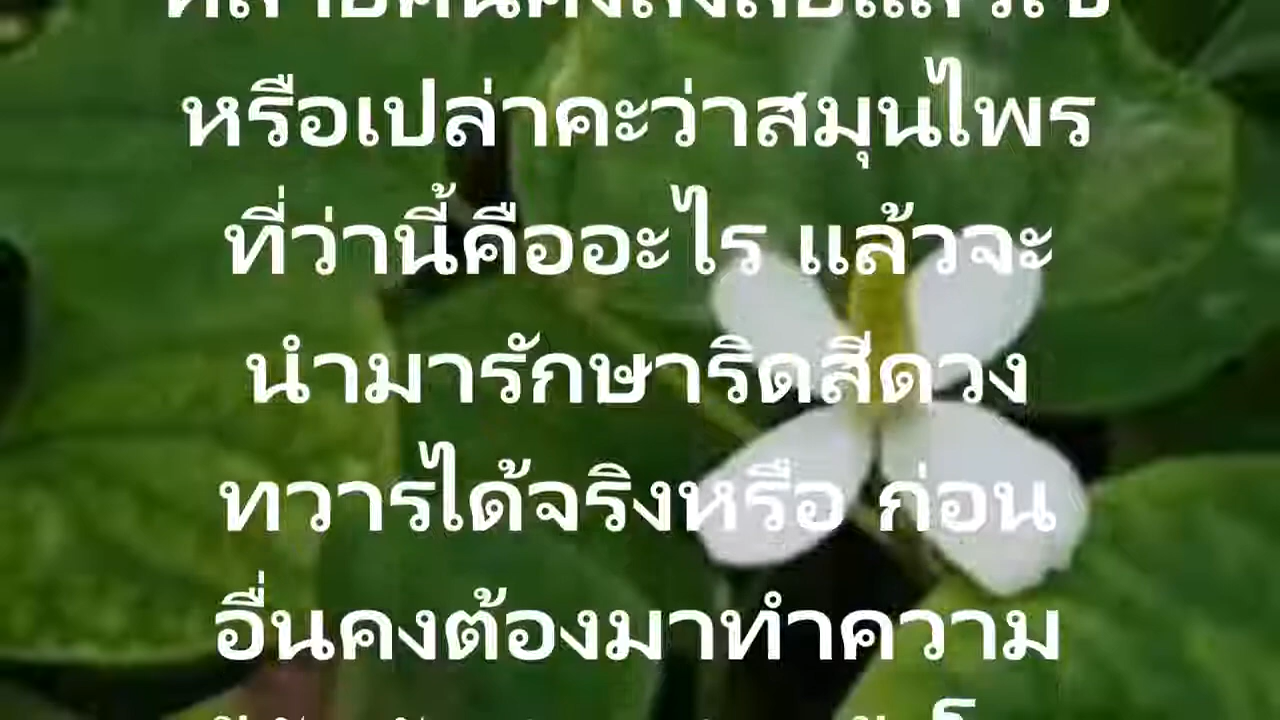 หรือเปล่าคะว่าสมุนไพร
ที่ว่านี้คืออะไร แล้วจะ
นำมารักษาริดสีดวง
ทวารได้จริงหรือ ก่อน
อื่นคงต้องมาทำความ